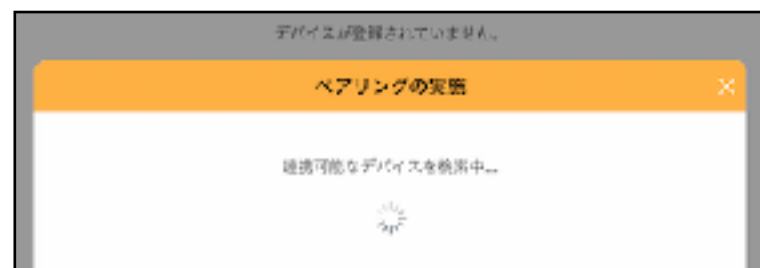 デバイスが登録されていません。
ペアリングの実施
連携可能なデバイスを検索中...